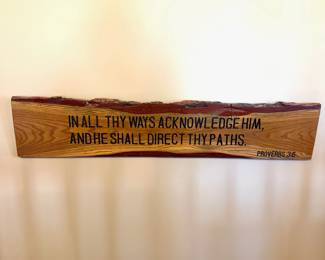 IN ALL THY WAYS ACKNOWLEDGE HIM,
AND HE SHALL DIRECT THY PATHS.
PROVERBS 3:6